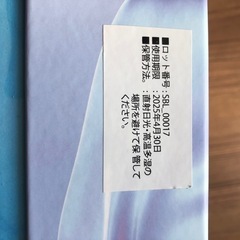 ■ロット番号：SBL_00017
■使用期限　：2025年4月30日
■保管方法。：直射日光・高温多湿の
場所を避けて保管して
ください。